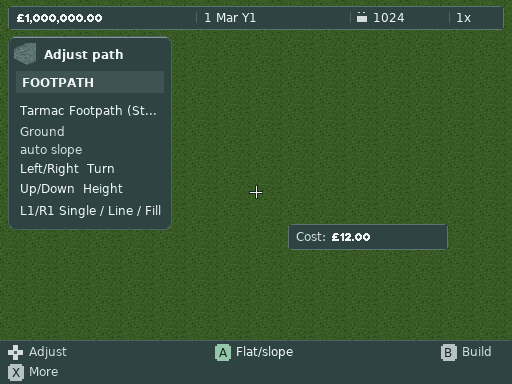 £1,000,000.00 1 Mar Y1 1024 1x
Adjust path
FOOTPATH
Tarmac Footpath (St...
Ground
auto slope
Left/Right Turn
Up/Down Height
L1/R1 Single / Line / Fill
Cost: £12.00
Adjust A Flat/slope B Build
X More